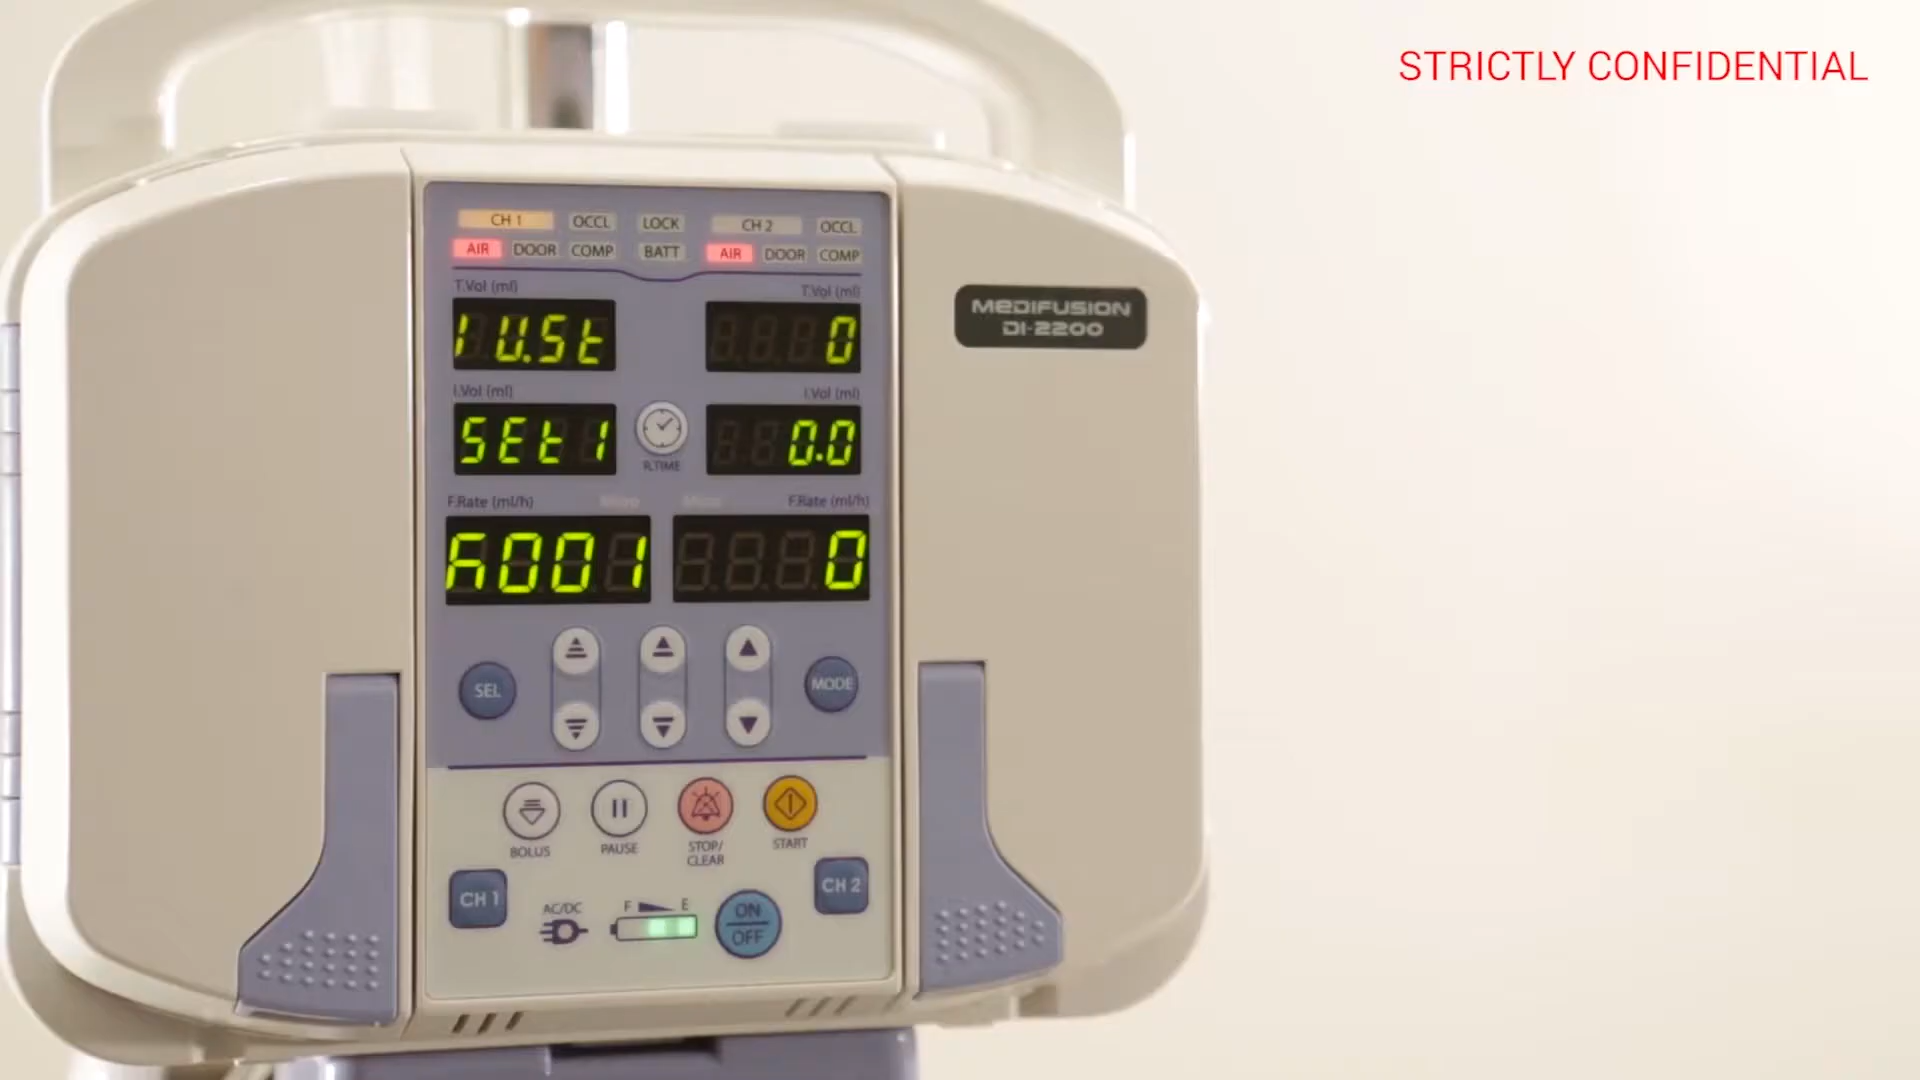 STRICTLY CONFIDENTIAL
CH 1 OCCL LOCK CH 2 OCCL
AIR DOOR COMP BATT AIR DOOR COMP
T.Vol (ml) T.Vol (ml)
I U.St 0
MEDIFUSION
DI-2200
I.Vol (ml) I.Vol (ml)
SEt1 0.0
R.TIME
F.Rate (ml/h) Micro Micro F.Rate (ml/h)
A001 0
SEL MODE
BOLUS PAUSE STOP/
CLEAR START
CH 1 CH 2
AC/DC F E ON
OFF